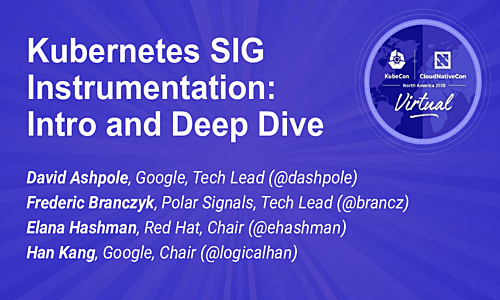 Kubernetes SIG
Instrumentation:
Intro and Deep Dive
KubeCon
CloudNativeCon
North America 2020
Virtual
David Ashpole, Google, Tech Lead (@dashpole)
Frederic Branczyk, Polar Signals, Tech Lead (@brancz)
Elana Hashman, Red Hat, Chair (@ehashman)
Han Kang, Google, Chair (@logicalhan)